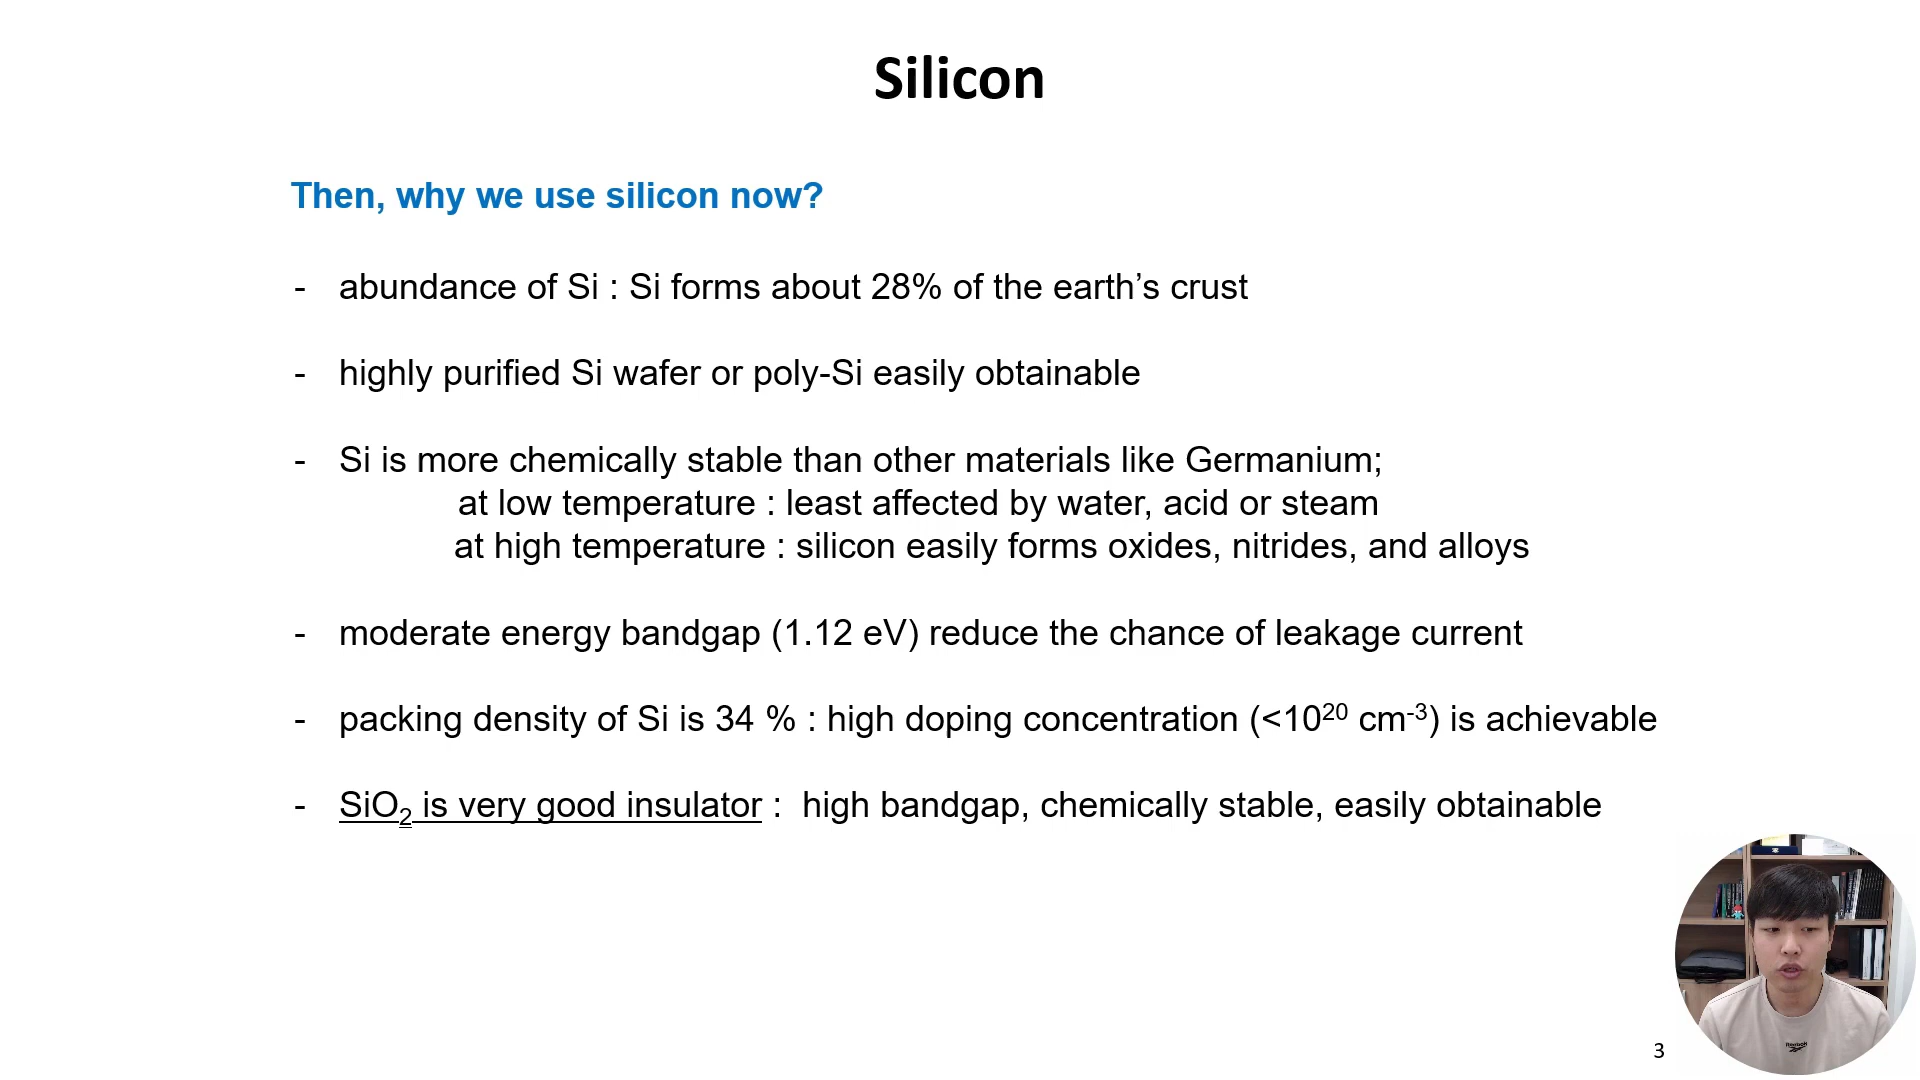 Silicon
Then, why we use silicon now?
- abundance of Si : Si forms about 28% of the earth’s crust
- highly purified Si wafer or poly-Si easily obtainable
- Si is more chemically stable than other materials like Germanium;
at low temperature : least affected by water, acid or steam
at high temperature : silicon easily forms oxides, nitrides, and alloys
- moderate energy bandgap (1.12 eV) reduce the chance of leakage current
- packing density of Si is 34 % : high doping concentration (<10²⁰ cm⁻³) is achievable
- SiO₂ is very good insulator :  high bandgap, chemically stable, easily obtainable
Reebok
3